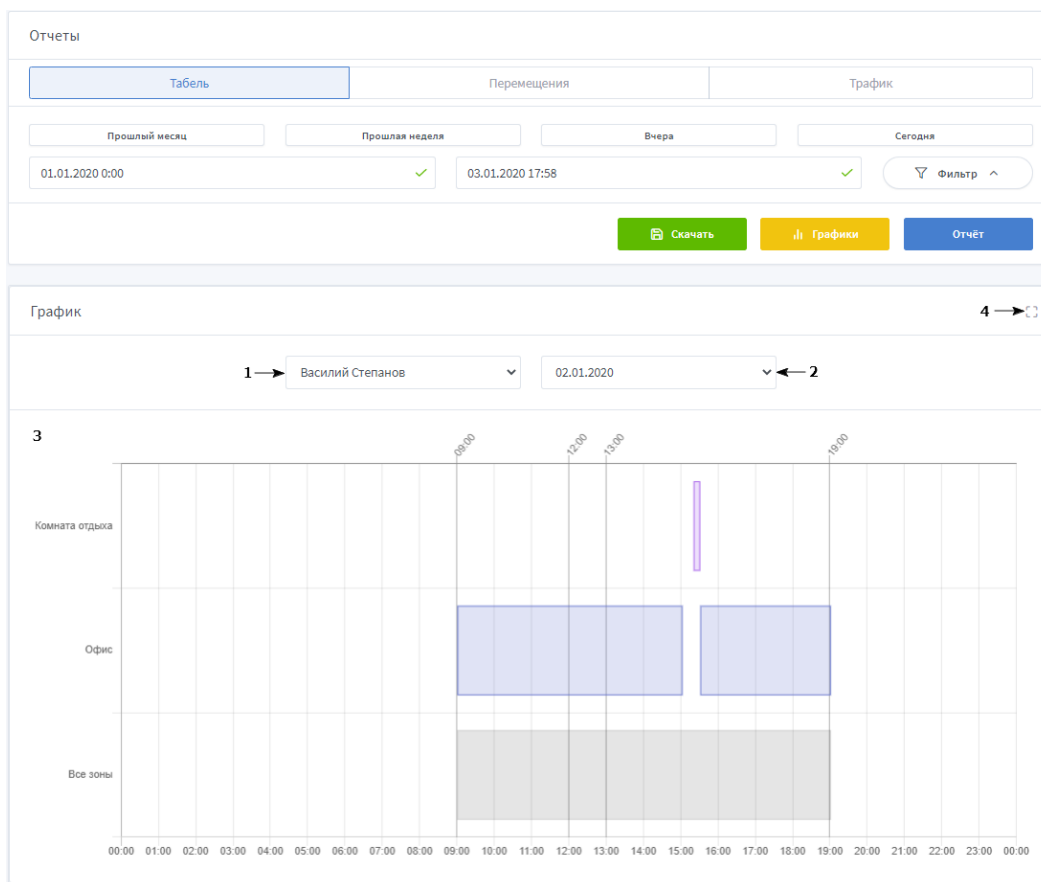 Отчеты
Табель Перемещения Трафик
Прошлый месяц Прошлая неделя Вчера Сегодня
01.01.2020 0:00 03.01.2020 17:58 Фильтр
Скачать Графики Отчёт
График 4
1 Василий Степанов 02.01.2020 2
3
09:00 12:00 13:00 19:00
Комната отдыха
Офис
Все зоны
00:00 01:00 02:00 03:00 04:00 05:00 06:00 07:00 08:00 09:00 10:00 11:00 12:00 13:00 14:00 15:00 16:00 17:00 18:00 19:00 20:00 21:00 22:00 23:00 00:00